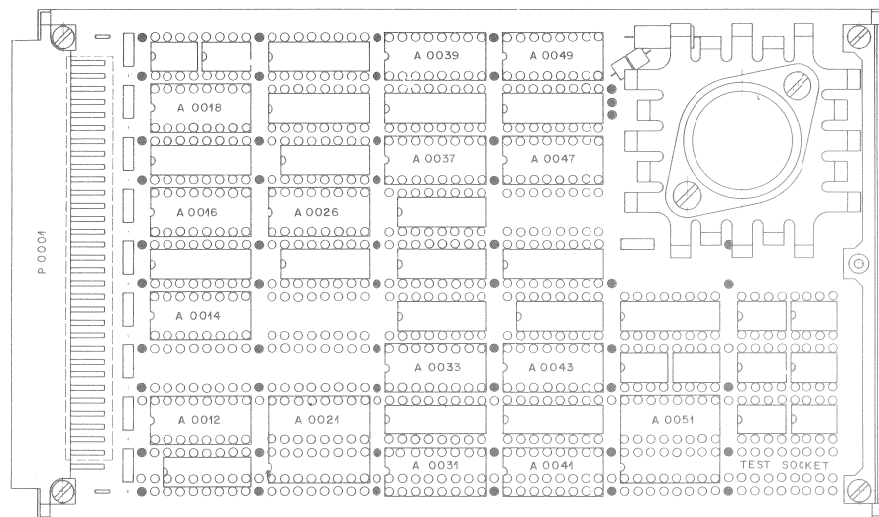 A 0039 A 0049
A 0018
A 0037 A 0047
A 0016 A 0026
P 0001
A 0014
A 0033 A 0043
A 0012 A 0021 A 0051
A 0031 A 0041 TEST SOCKET